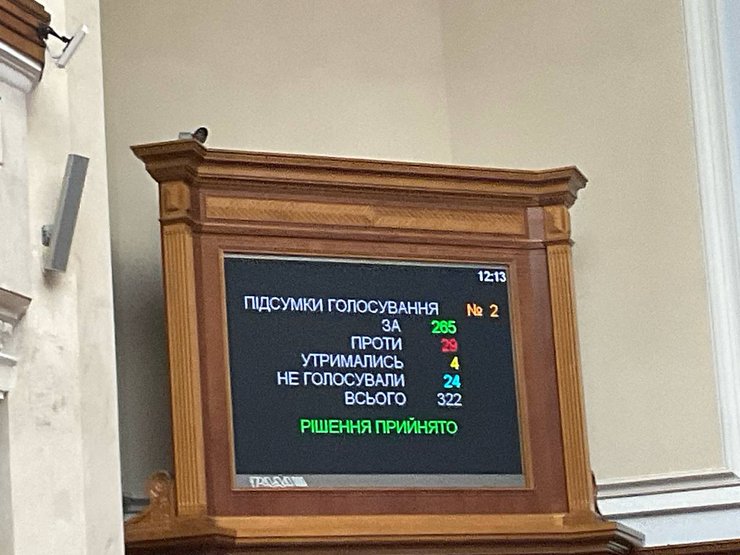 12:13
ПІДСУМКИ ГОЛОСУВАННЯ № 2
ЗА 265
ПРОТИ 29
УТРИМАЛИСЬ 4
НЕ ГОЛОСУВАЛИ 24
ВСЬОГО 322
РІШЕННЯ ПРИЙНЯТО